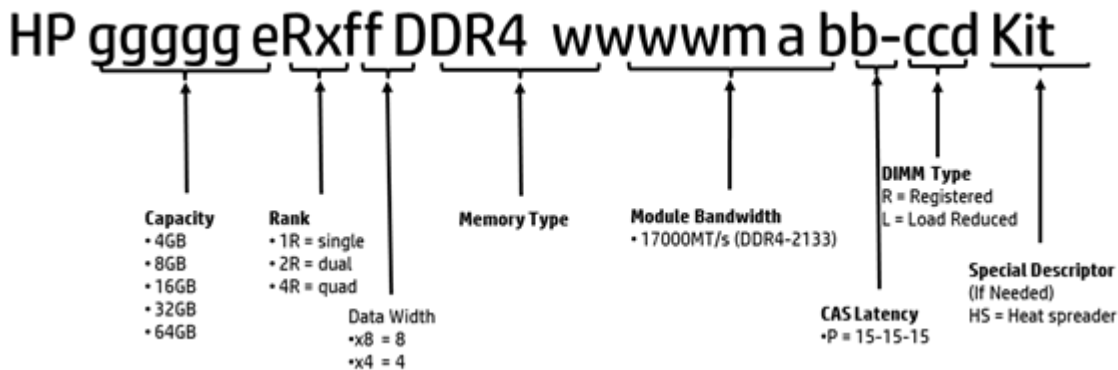 HP ggggg eRxff DDDR4 wwwwwm a bb-ccd Kit
Capacity
• 4GB
• 8GB
• 16GB
• 32GB
• 64GB
Rank
• 1R = single
• 2R = dual
• 4R = quad
Data Width
•x8 = 8
•x4 = 4
Memory Type
Module Bandwidth
• 17000MT/s (DDR4-2133)
CAS Latency
•P = 15-15-15
DIMM Type
R = Registered
L = Load Reduced
Special Descriptor
(If Needed)
HS = Heat spreader